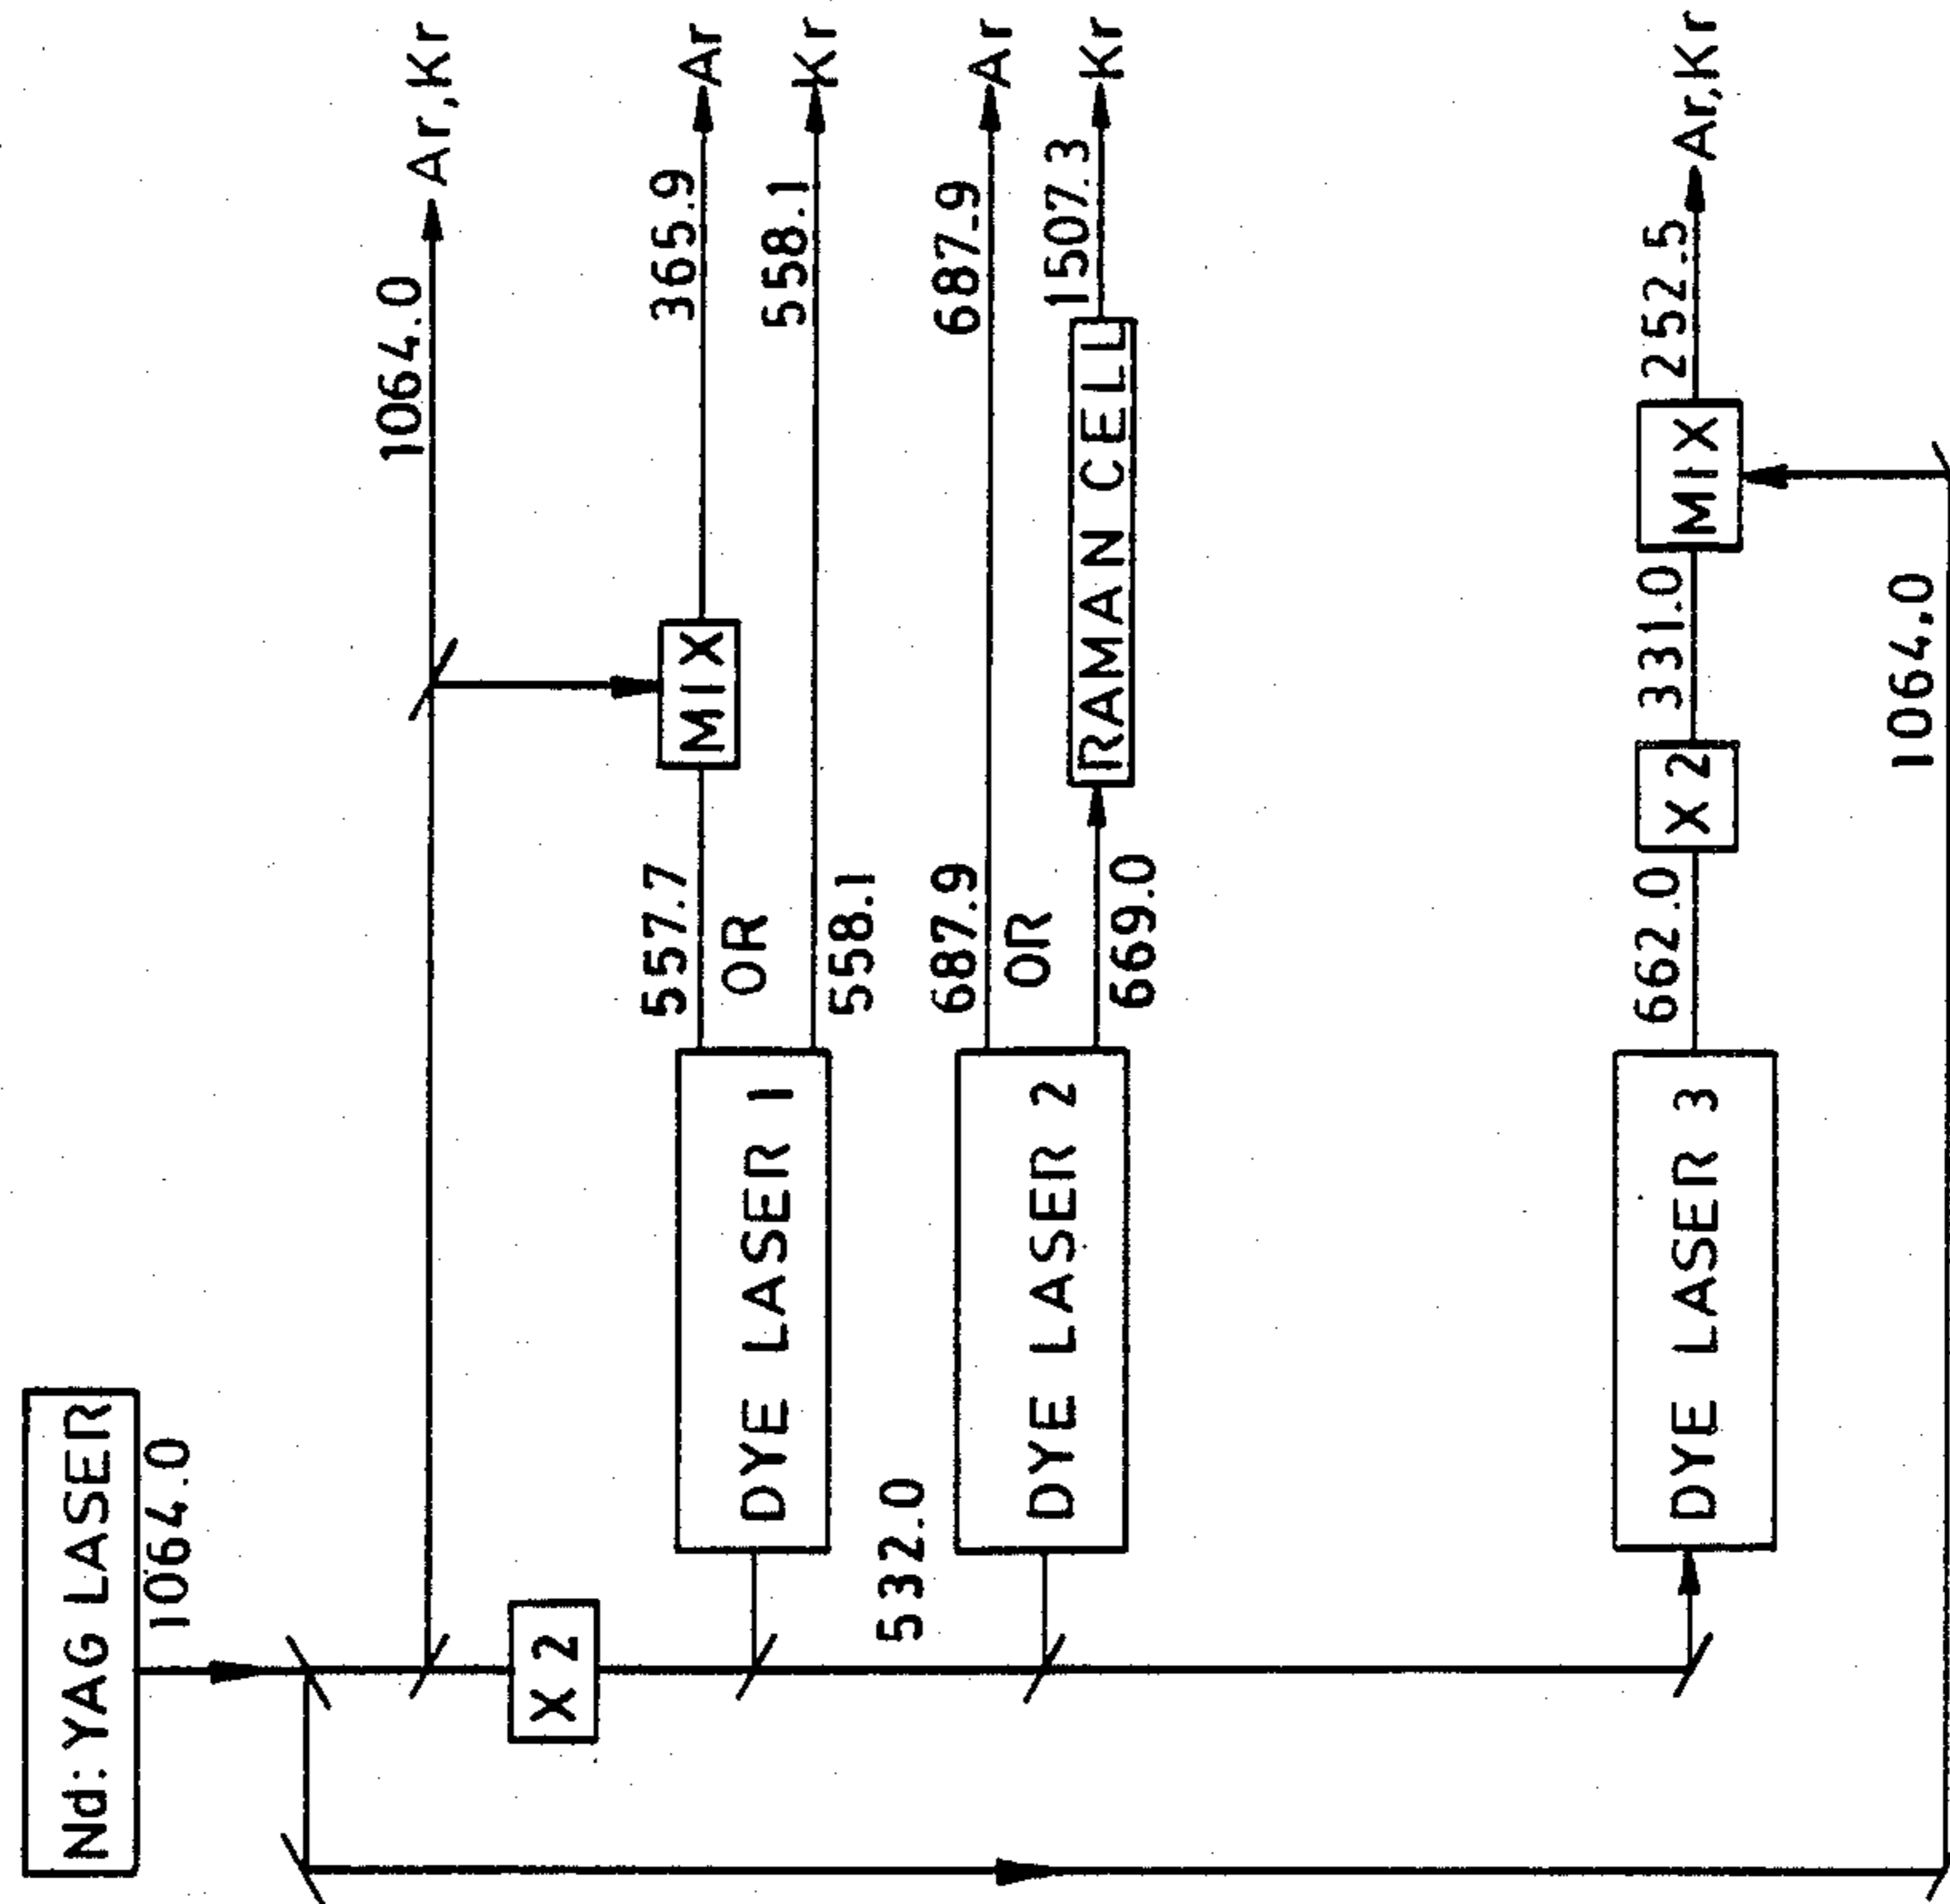 Nd: YAG LASER
1064.0
1064.0
Ar,Kr
X 2
MIX
365.9
Ar
557.7
OR
558.1
558.1
Kr
DYE LASER 1
532.0
687.9
687.9
Ar
OR
DYE LASER 2
669.0
RAMAN CELL
1507.3
Kr
DYE LASER 3
662.0
X 2
331.0
MIX
252.5
Ar,Kr
1064.0